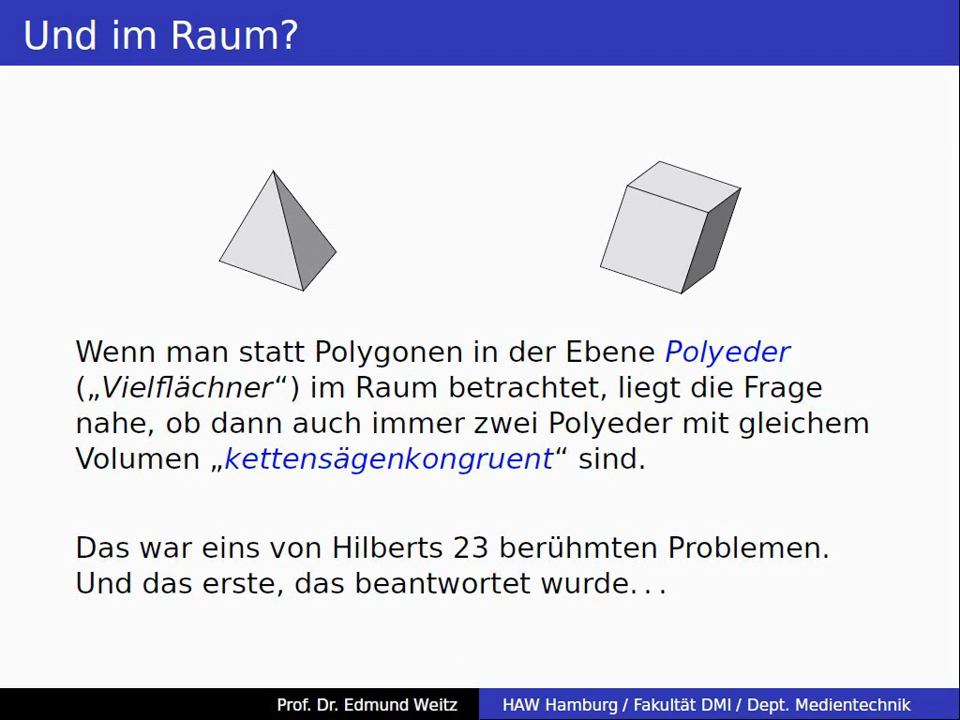 Und im Raum?
Wenn man statt Polygonen in der Ebene Polyeder
(„Vielflächner“) im Raum betrachtet, liegt die Frage
nahe, ob dann auch immer zwei Polyeder mit gleichem
Volumen „kettensägenkongruent“ sind.
Das war eins von Hilberts 23 berühmten Problemen.
Und das erste, das beantwortet wurde...
Prof. Dr. Edmund Weitz
HAW Hamburg / Fakultät DMI / Dept. Medientechnik